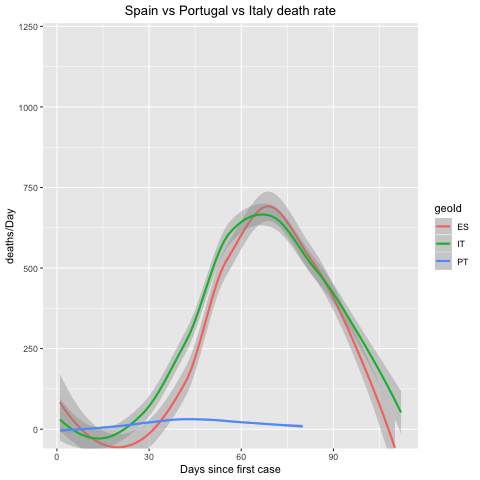 Spain vs Portugal vs Italy death rate
1250
1000
750
500
250
0
deaths/Day
0 30 60 90
Days since first case
geoId
ES
IT
PT